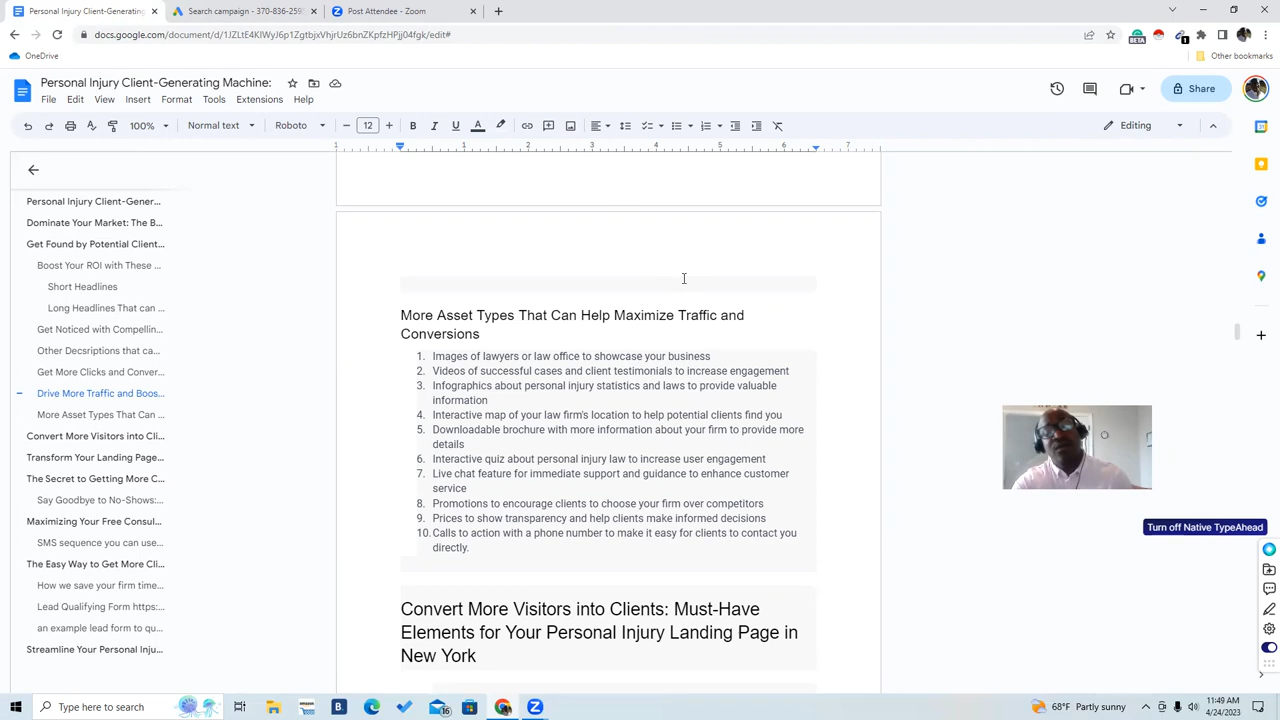 Personal Injury Client-Generating
Search campaign - 370-836-259
Post Attendee - Zoom
docs.google.com/document/d/1JZLtE4KIWyJ6p1ZgtbjxVhjrUz6bnZKpfzHPjj04fgk/edit#
OneDrive
Other bookmarks
Personal Injury Client-Generating Machine:
File Edit View Insert Format Tools Extensions Help
Share
100% Normal text Roboto 12 Editing
1 1 2 3 4 5 6 7
Personal Injury Client-Gener...
Dominate Your Market: The B...
Get Found by Potential Client...
Boost Your ROI with These ...
Short Headlines
Long Headlines That can ...
Get Noticed with Compellin...
Other Decsriptions that ca...
Get More Clicks and Conver...
Drive More Traffic and Boos...
More Asset Types That Can ...
Convert More Visitors into Cli...
Transform Your Landing Page...
The Secret to Getting More C...
Say Goodbye to No-Shows:...
Maximizing Your Free Consul...
SMS sequence you can use...
The Easy Way to Get More Cl...
How we save your firm time...
Lead Qualifying Form https:...
an example lead form to qu...
Streamline Your Personal Inju...
More Asset Types That Can Help Maximize Traffic and
Conversions
1. Images of lawyers or law office to showcase your business
2. Videos of successful cases and client testimonials to increase engagement
3. Infographics about personal injury statistics and laws to provide valuable
information
4. Interactive map of your law firm's location to help potential clients find you
5. Downloadable brochure with more information about your firm to provide more
details
6. Interactive quiz about personal injury law to increase user engagement
7. Live chat feature for immediate support and guidance to enhance customer
service
8. Promotions to encourage clients to choose your firm over competitors
9. Prices to show transparency and help clients make informed decisions
10. Calls to action with a phone number to make it easy for clients to contact you
directly.
Convert More Visitors into Clients: Must-Have
Elements for Your Personal Injury Landing Page in
New York
Turn off Native TypeAhead
Type here to search
68°F Partly sunny
11:49 AM
4/24/2023